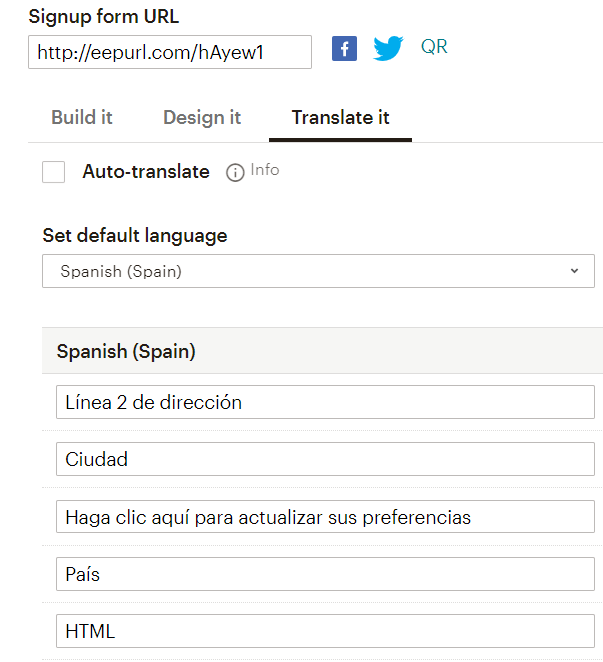 Signup form URL
http://eepurl.com/hAyew1
QR
Build it
Design it
Translate it
Auto-translate
Info
Set default language
Spanish (Spain)
Spanish (Spain)
Línea 2 de dirección
Ciudad
Haga clic aquí para actualizar sus preferencias
País
HTML